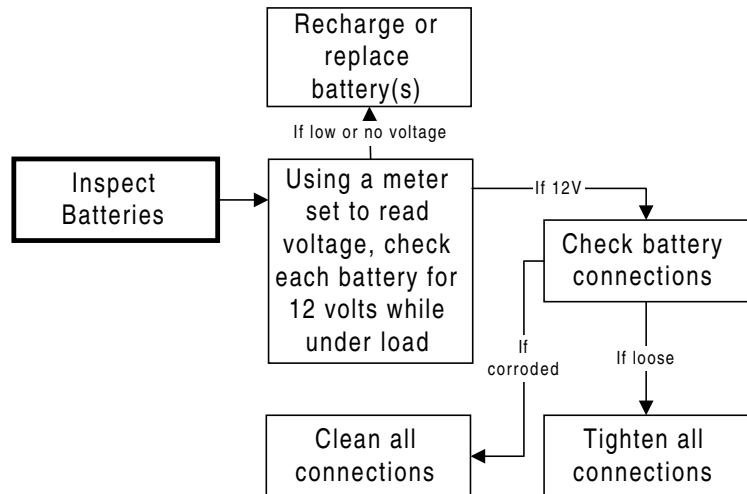 Recharge or
replace
battery(s)
If low or no voltage
Inspect
Batteries
Using a meter
set to read
voltage, check
each battery for
12 volts while
under load
If 12V
Check battery
connections
If
corroded
If loose
Clean all
connections
Tighten all
connections